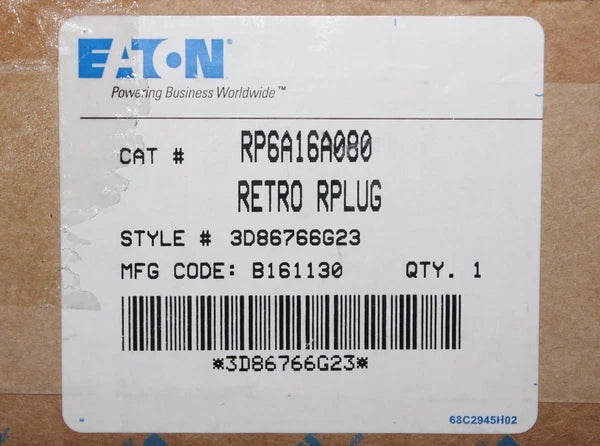 EATON
Powering Business Worldwide™
CAT # RP6A16A080
RETRO RPLUG
STYLE # 3D86766G23
MFG CODE: B161130 QTY. 1
*3D86766G23*
68C2945H02